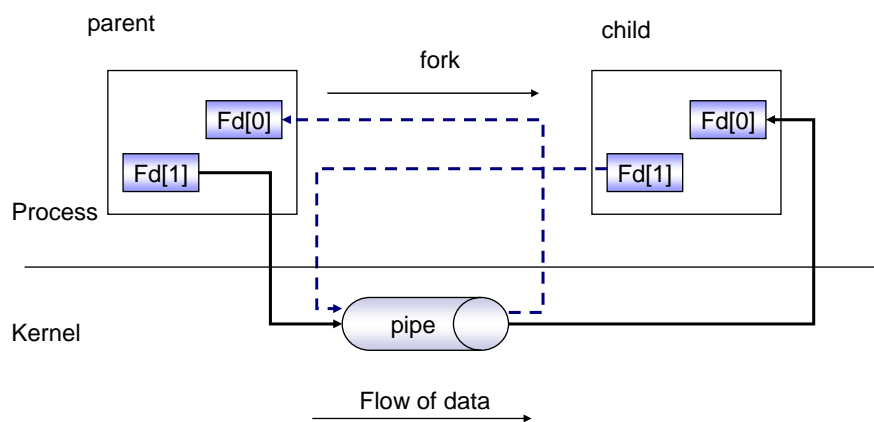 parent
child
fork
Fd[0]
Fd[0]
Fd[1]
Fd[1]
Process
pipe
Kernel
Flow of data